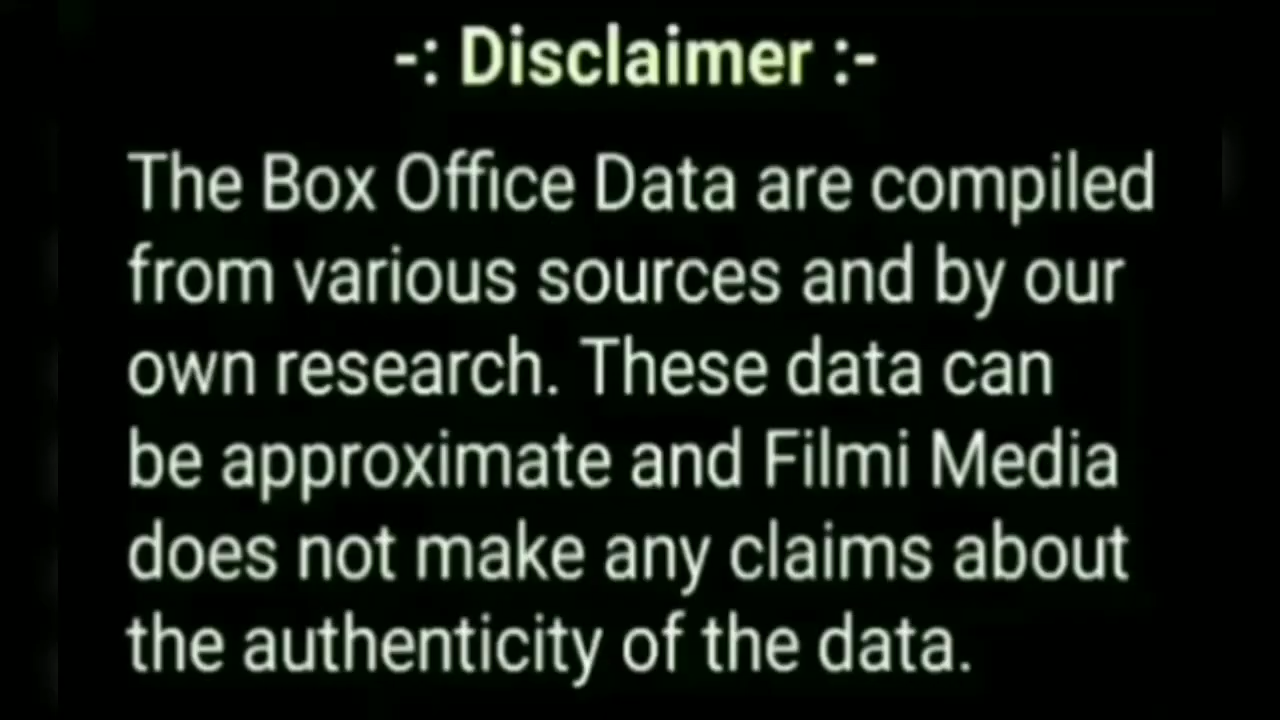 -: Disclaimer :-
The Box Office Data are compiled
from various sources and by our
own research. These data can
be approximate and Filmi Media
does not make any claims about
the authenticity of the data.